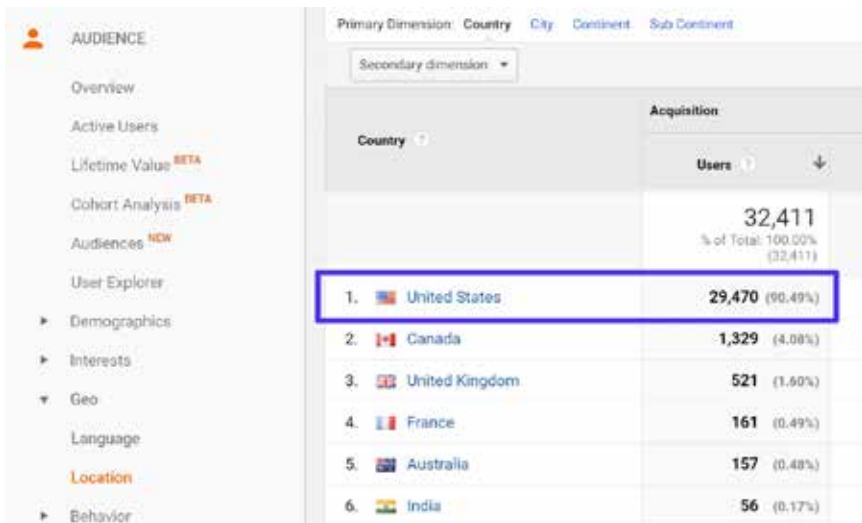 AUDIENCE
Overview
Active Users
Lifetime Value BETA
Cohort Analysis BETA
Audiences NEW
User Explorer
Demographics
Interests
Geo
Language
Location
Behavior
Primary Dimension: Country City Continent Sub Continent
Secondary dimension
Country ?
Acquisition
Users ?
32,411
% of Total: 100.00%
(32,411)
1. United States 29,470 (90.49%)
2. Canada 1,329 (4.08%)
3. United Kingdom 521 (1.60%)
4. France 161 (0.49%)
5. Australia 157 (0.48%)
6. India 56 (0.17%)